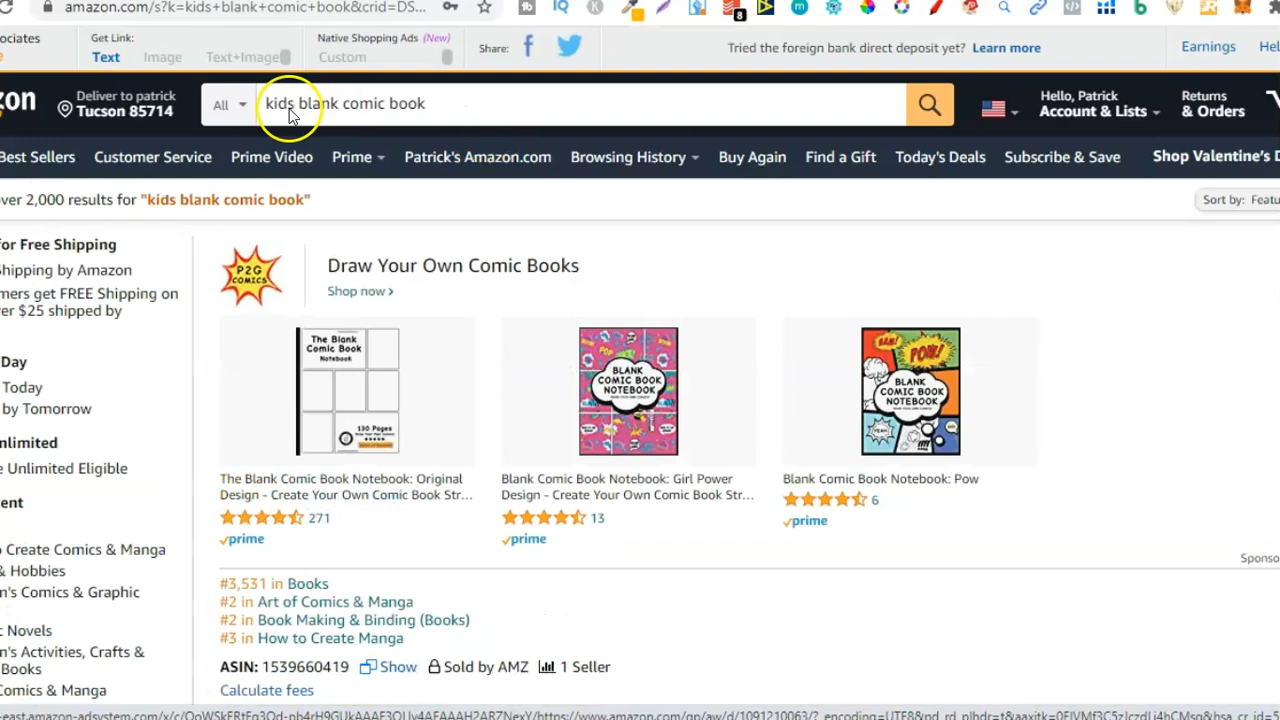 amazon.com/s?k=kids+blank+comic+book&crid=DS...
8
sociates
Get Link:
Text Image Text+Image
Native Shopping Ads (New)
Custom
Share:
Tried the foreign bank direct deposit yet? Learn more
Earnings
Hel
zon
Deliver to patrick
Tucson 85714
All
kids blank comic book
Hello, Patrick
Account & Lists
Returns
& Orders
Best Sellers Customer Service Prime Video Prime Patrick's Amazon.com Browsing History Buy Again Find a Gift Today's Deals Subscribe & Save Shop Valentine's D
ver 2,000 results for "kids blank comic book"
Sort by: Featu
for Free Shipping
Shipping by Amazon
mers get FREE Shipping on
er $25 shipped by
Day
Today
by Tomorrow
nlimited
e Unlimited Eligible
ent
o Create Comics & Manga
& Hobbies
n's Comics & Graphic
t Novels
n's Activities, Crafts &
Books
Comics & Manga
P2G
COMICS
Draw Your Own Comic Books
Shop now ›
The Blank
Comic Book
Notebook
130 Pages
BLANK
COMIC BOOK
NOTEBOOK
POW!
BLANK
COMIC BOOK
NOTEBOOK
YEAH!
The Blank Comic Book Notebook: Original
Design - Create Your Own Comic Book Str...
271
prime
Blank Comic Book Notebook: Girl Power
Design - Create Your Own Comic Book Str...
13
prime
Blank Comic Book Notebook: Pow
6
prime
Sponso
#3,531 in Books
#2 in Art of Comics & Manga
#2 in Book Making & Binding (Books)
#3 in How to Create Manga
ASIN: 1539660419 Show Sold by AMZ 1 Seller
Calculate fees